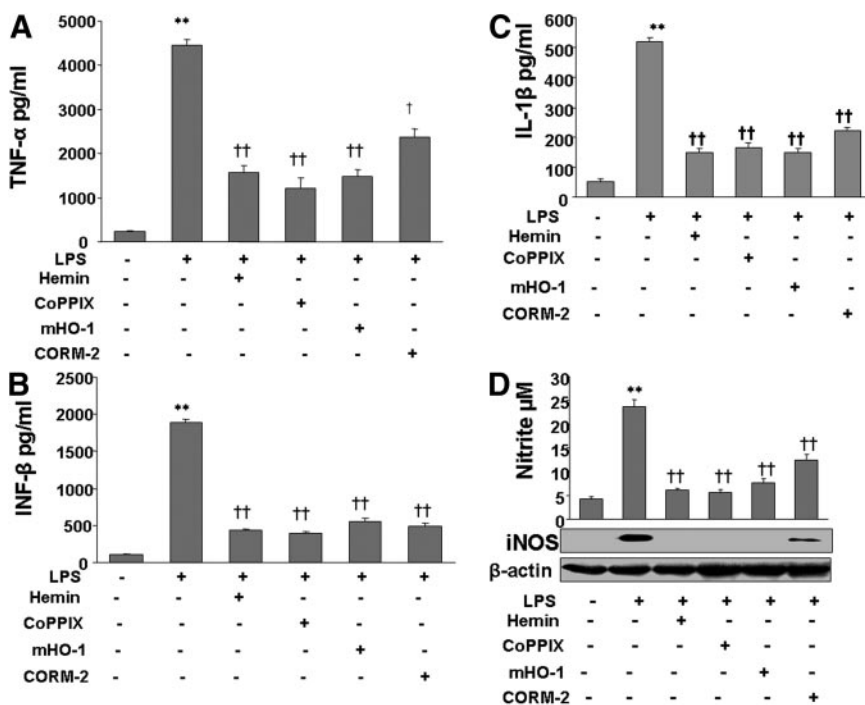 A
TNF-α pg/ml
5000
4000
3000
2000
1000
0
**
††
††
††
†
LPS - + + + + +
Hemin - - + - - -
CoPPIX - - - + - -
mHO-1 - - - - + -
CORM-2 - - - - - +
B
INF-β pg/ml
2500
2000
1500
1000
500
0
**
††
††
††
††
LPS - + + + + +
Hemin - - + - - -
CoPPIX - - - + - -
mHO-1 - - - - + -
CORM-2 - - - - - +
C
IL-1β pg/ml
600
500
400
300
200
100
0
**
††
††
††
††
LPS - + + + + +
Hemin - - + - - -
CoPPIX - - - + - -
mHO-1 - - - - + -
CORM-2 - - - - - +
D
Nitrite µM
30
25
20
15
10
5
0
**
††
††
††
††
iNOS
β-actin
LPS - + + + + +
Hemin - - + - - -
CoPPIX - - - + - -
mHO-1 - - - - + -
CORM-2 - - - - - +